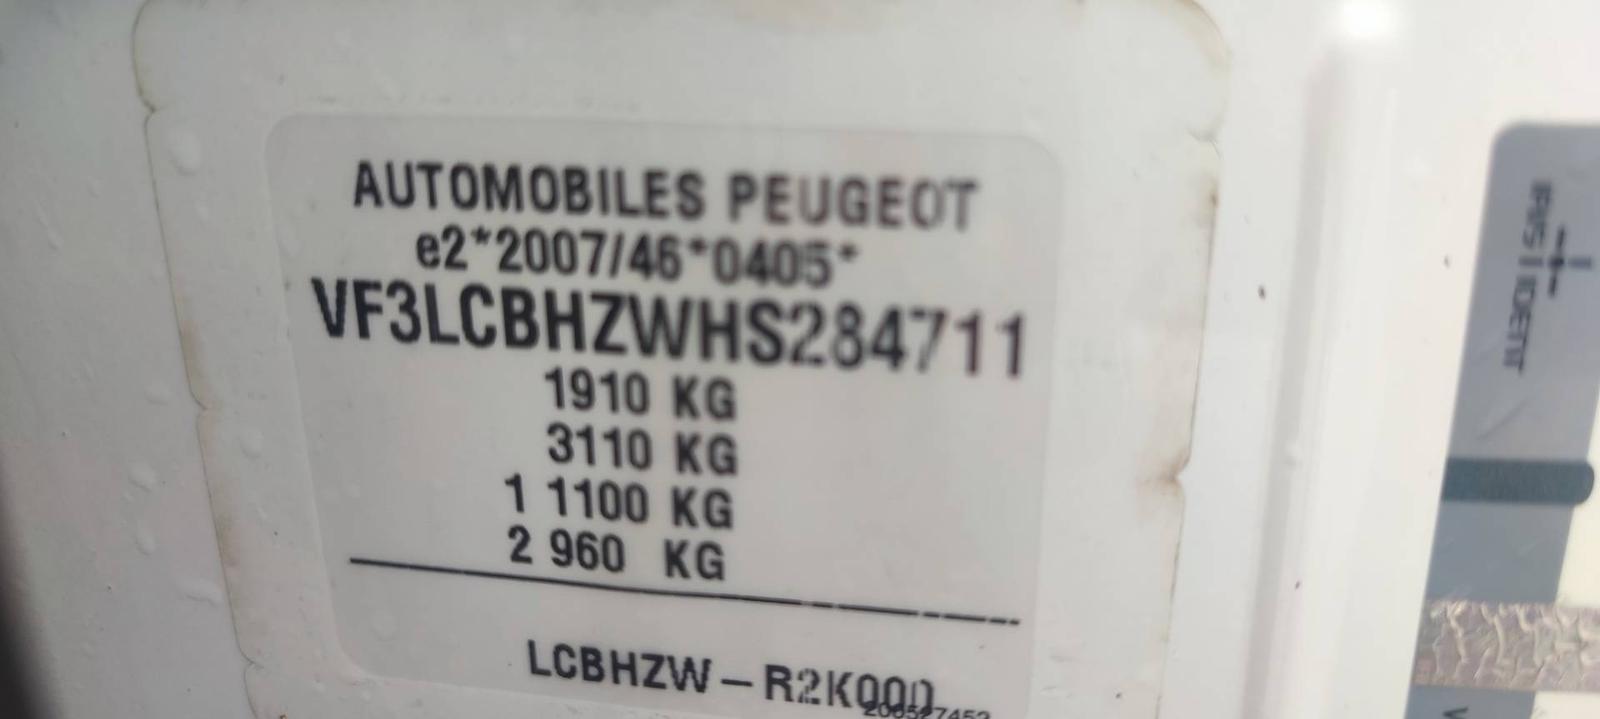 AUTOMOBILES PEUGEOT
e2*2007/46*0405*
VF3LCBHZWHS284711
1910 KG
3110 KG
1 1100 KG
2 960 KG
LCBHZW – R2K000
IDENT